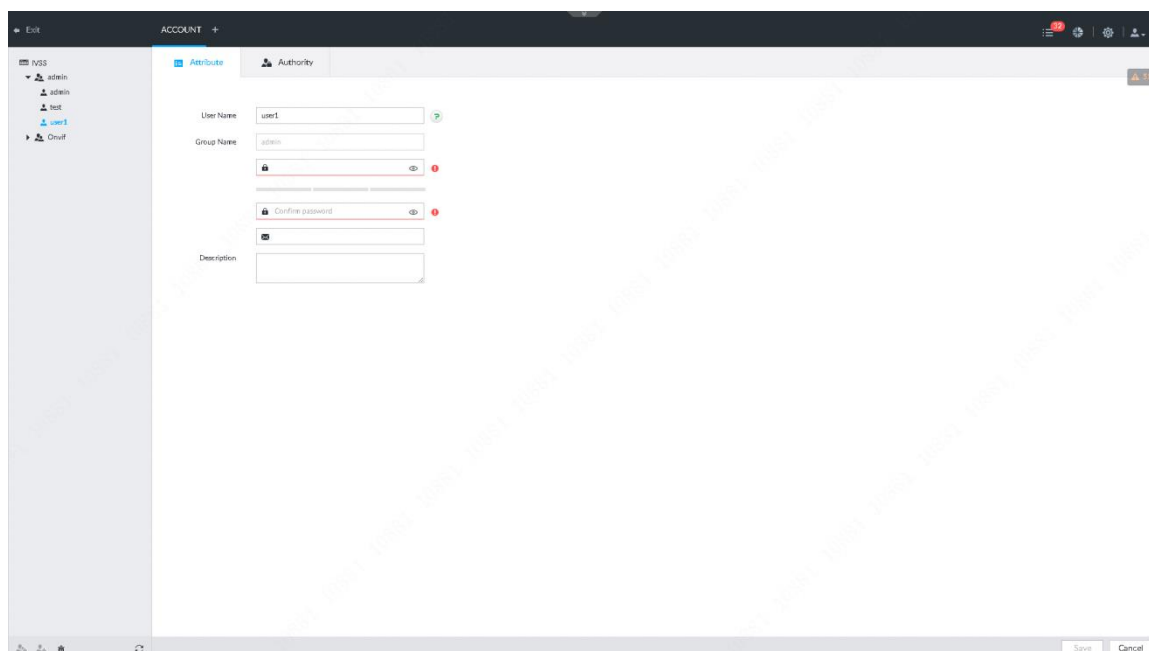 Exit
ACCOUNT +
32
IVSS
admin
admin
test
user1
Onvif
Attribute
Authority
User Name
user1
?
Group Name
admin
Confirm password
Description
Save
Cancel